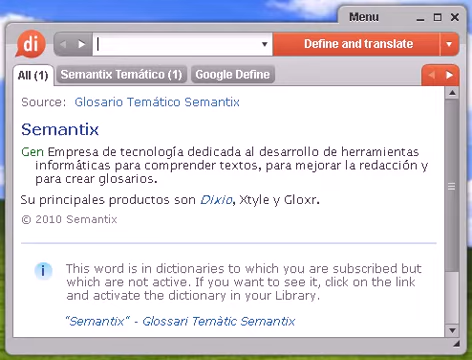 Menu
di
Define and translate
All (1)
Semantix Temático (1)
Google Define
Source: Glosario Temático Semantix
Semantix
Gen Empresa de tecnología dedicada al desarrollo de herramientas
informáticas para comprender textos, para mejorar la redacción y
para crear glosarios.
Su principales productos son Dixio, Xtyle y Gloxr.
© 2010 Semantix
i
This word is in dictionaries to which you are subscribed but
which are not active. If you want to see it, click on the link
and activate the dictionary in your Library.
"Semantix" - Glossari Temàtic Semantix